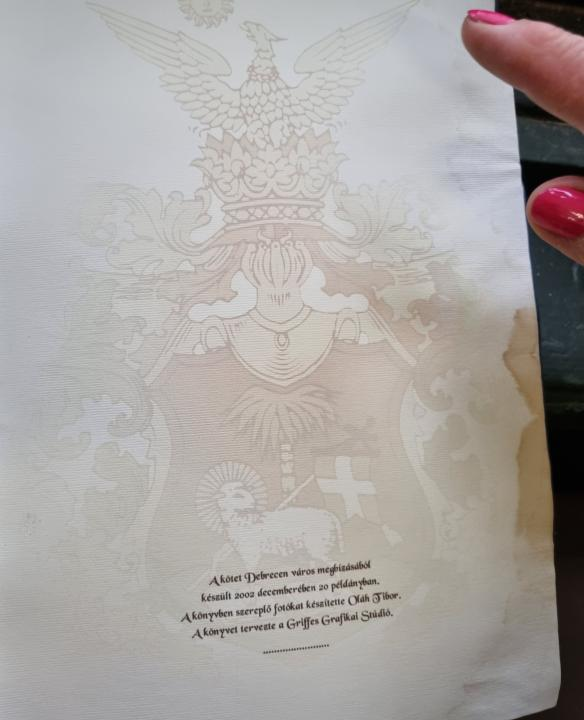 A kötet Debrecen város megbízásából
készült 2002 decemberében 20 példányban.
A könyvben szereplő fotókat készítette Oláh Tibor.
A könyvet tervezte a Griffes Grafikai Stúdió.
........................